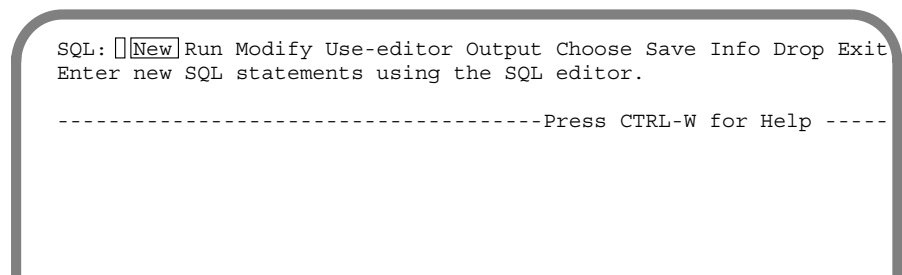 SQL: New Run Modify Use-editor Output Choose Save Info Drop Exit
Enter new SQL statements using the SQL editor.
--------------------------------------Press CTRL-W for Help -----